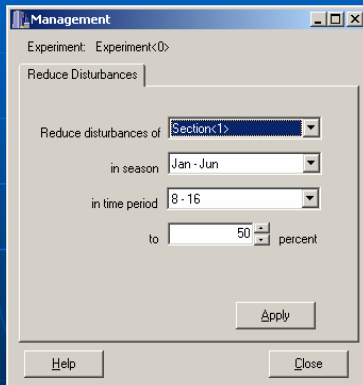 Management
Experiment: Experiment<0>
Reduce Disturbances
Reduce disturbances of Section<1>
in season Jan - Jun
in time period 8 - 16
to 50 percent
Apply
Help Close